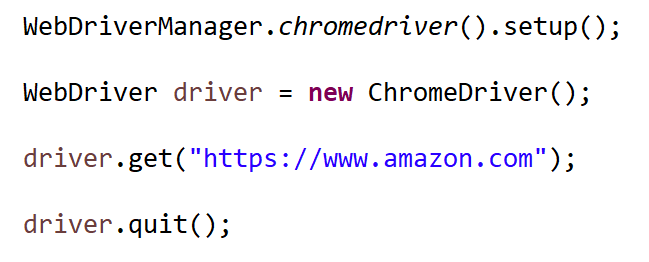 WebDriverManager.chromedriver().setup();
WebDriver driver = new ChromeDriver();
driver.get("https://www.amazon.com");
driver.quit();